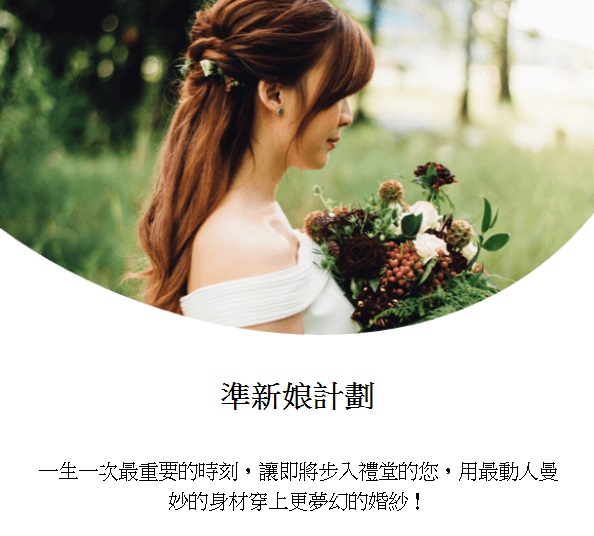 準新娘計劃
一生一次最重要的時刻，讓即將步入禮堂的您，用最動人曼
妙的身材穿上更夢幻的婚紗！